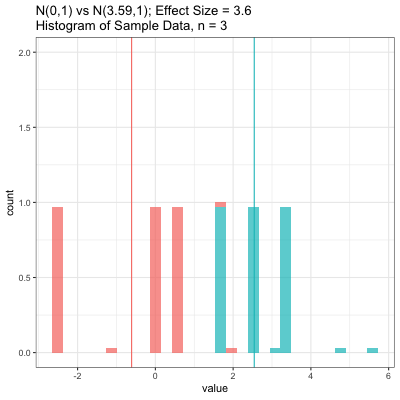 N(0,1) vs N(3.59,1); Effect Size = 3.6
Histogram of Sample Data, n = 3
2.0
1.5
1.0
0.5
0.0
count
-2
0
2
4
6
value